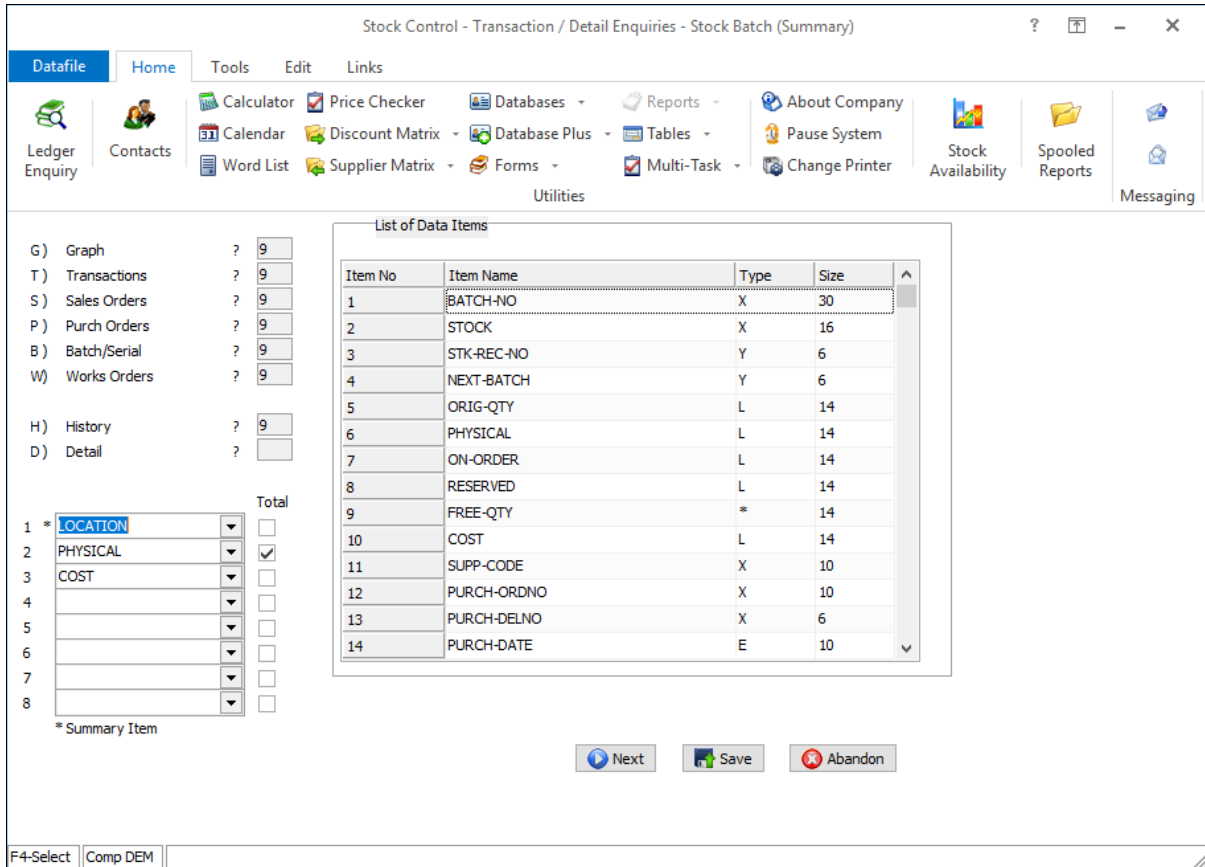 Stock Control - Transaction / Detail Enquiries - Stock Batch (Summary)
?
Datafile Home Tools Edit Links
Ledger Enquiry
Contacts
Calculator Price Checker Databases Reports About Company
Calendar Discount Matrix Database Plus Tables Pause System
Word List Supplier Matrix Forms Multi-Task Change Printer
Stock Availability
Spooled Reports
Utilities
Messaging
G) Graph ? 9
T) Transactions ? 9
S) Sales Orders ? 9
P) Purch Orders ? 9
B) Batch/Serial ? 9
W) Works Orders ? 9
H) History ? 9
D) Detail ?
Total
1 * LOCATION
2 PHYSICAL
3 COST
4
5
6
7
8
* Summary Item
List of Data Items
Item No Item Name Type Size
1 BATCH-NO X 30
2 STOCK X 16
3 STK-REC-NO Y 6
4 NEXT-BATCH Y 6
5 ORIG-QTY L 14
6 PHYSICAL L 14
7 ON-ORDER L 14
8 RESERVED L 14
9 FREE-QTY * 14
10 COST L 14
11 SUPP-CODE X 10
12 PURCH-ORDNO X 10
13 PURCH-DELNO X 6
14 PURCH-DATE E 10
Next Save Abandon
F4-Select Comp DEM